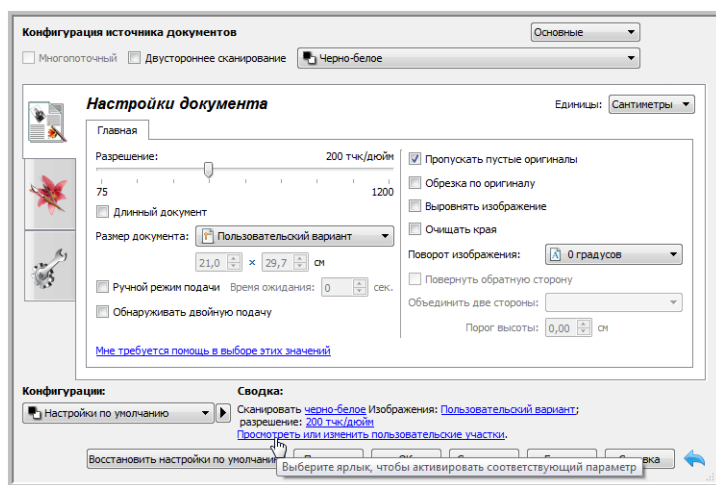 Конфигурация источника документов
Основные
Многопоточный Двустороннее сканирование Черно-белое
Настройки документа
Единицы: Сантиметры
Главная
Разрешение: 200 тчк/дюйм
75 1200
Длинный документ
Размер документа: Пользовательский вариант
21,0 × 29,7 см
Ручной режим подачи Время ожидания: 0 сек.
Обнаруживать двойную подачу
Мне требуется помощь в выборе этих значений
Пропускать пустые оригиналы
Обрезка по оригиналу
Выровнять изображение
Очищать края
Поворот изображения: 0 градусов
Повернуть обратную сторону
Объединить две стороны:
Порог высоты: 0,00 см
Конфигурации:
Настройки по умолчанию
Сводка:
Сканировать черно-белое Изображения: Пользовательский вариант;
разрешение: 200 тчк/дюйм
Просмотреть или изменить пользовательские участки.
Восстановить настройки по умолчанию
Выберите ярлык, чтобы активировать соответствующий параметр